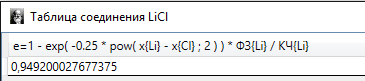 Таблица соединения LiCl
e=1 - exp( -0.25 * pow( x{Li} - x{Cl} ; 2 ) ) * ФЗ{Li} / КЧ{Li}
0,949200027677375